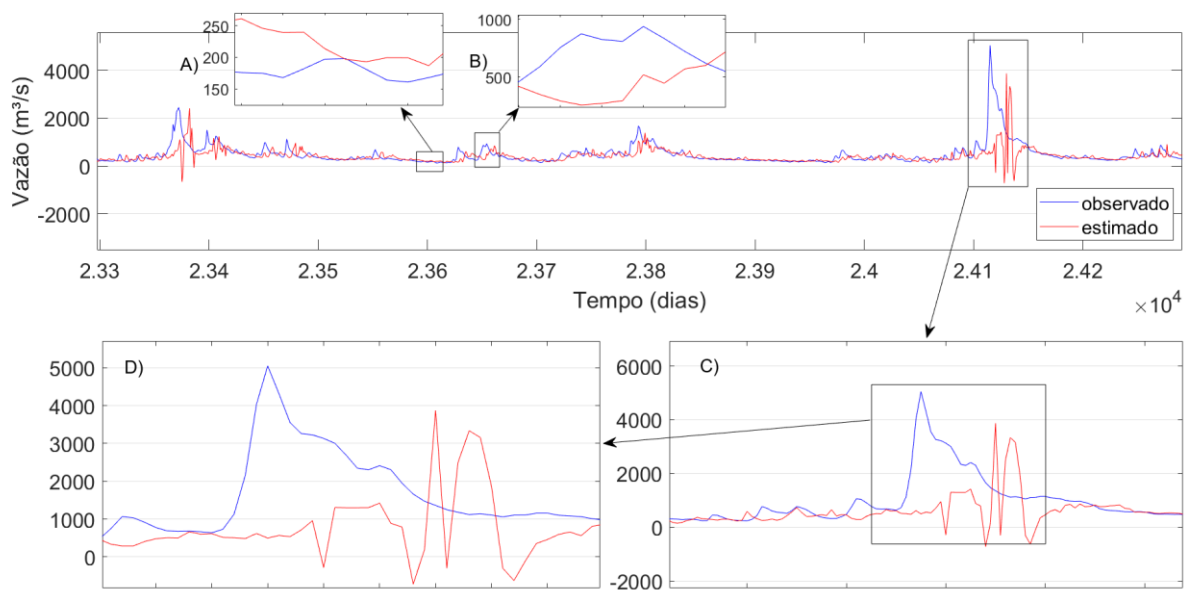 A)
250
200
150
B)
1000
500
Vazão (m³/s)
4000
2000
0
-2000
observado
estimado
2.33 2.34 2.35 2.36 2.37 2.38 2.39 2.4 2.41 2.42
Tempo (dias)
×10⁴
D)
5000
4000
3000
2000
1000
0
C)
6000
4000
2000
0
-2000